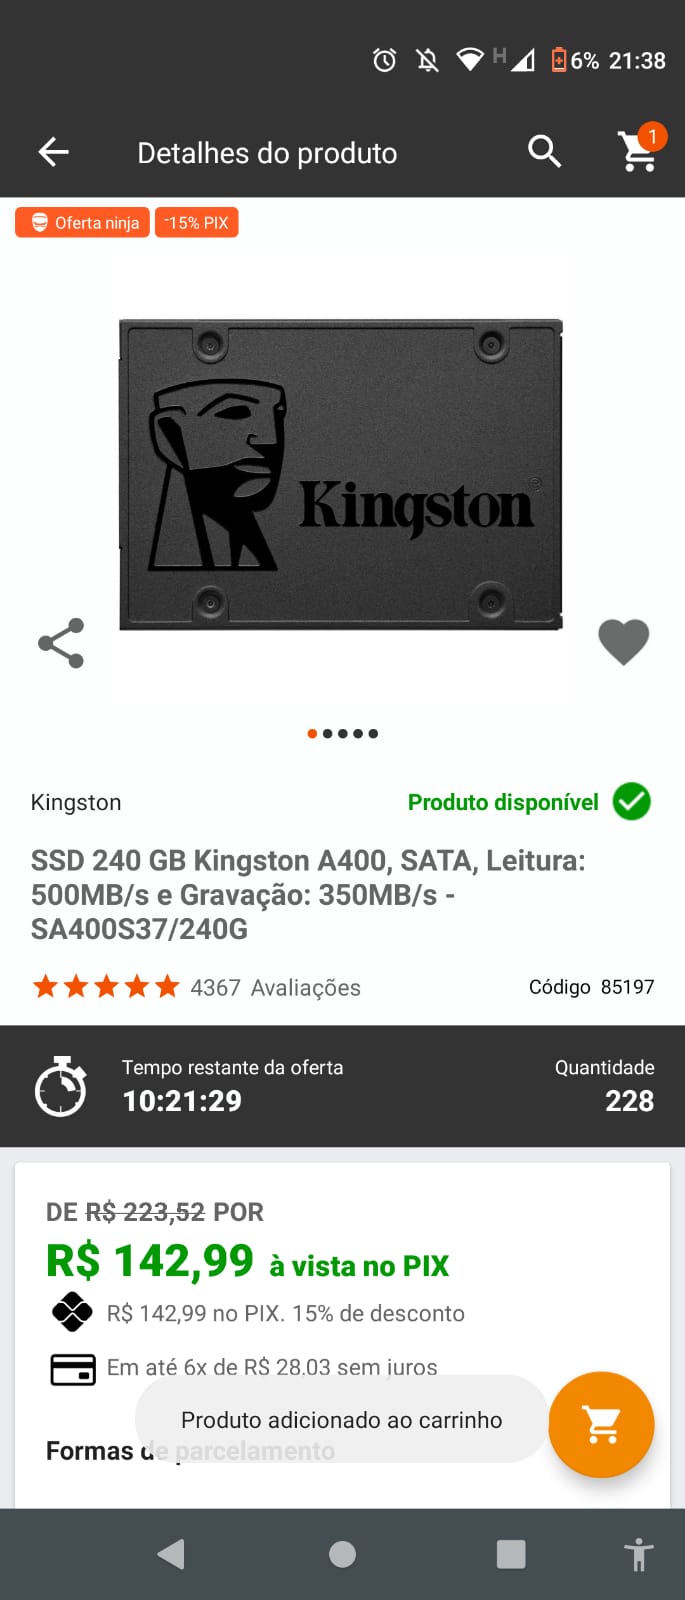 H 6% 21:38
Detalhes do produto
1
Oferta ninja -15% PIX
Kingston
Kingston Produto disponível
SSD 240 GB Kingston A400, SATA, Leitura:
500MB/s e Gravação: 350MB/s -
SA400S37/240G
4367 Avaliações Código 85197
Tempo restante da oferta Quantidade
10:21:29 228
DE R$ 223,52 POR
R$ 142,99 à vista no PIX
R$ 142,99 no PIX. 15% de desconto
Em até 6x de R$ 28,03 sem juros
Produto adicionado ao carrinho
Formas de parcelamento